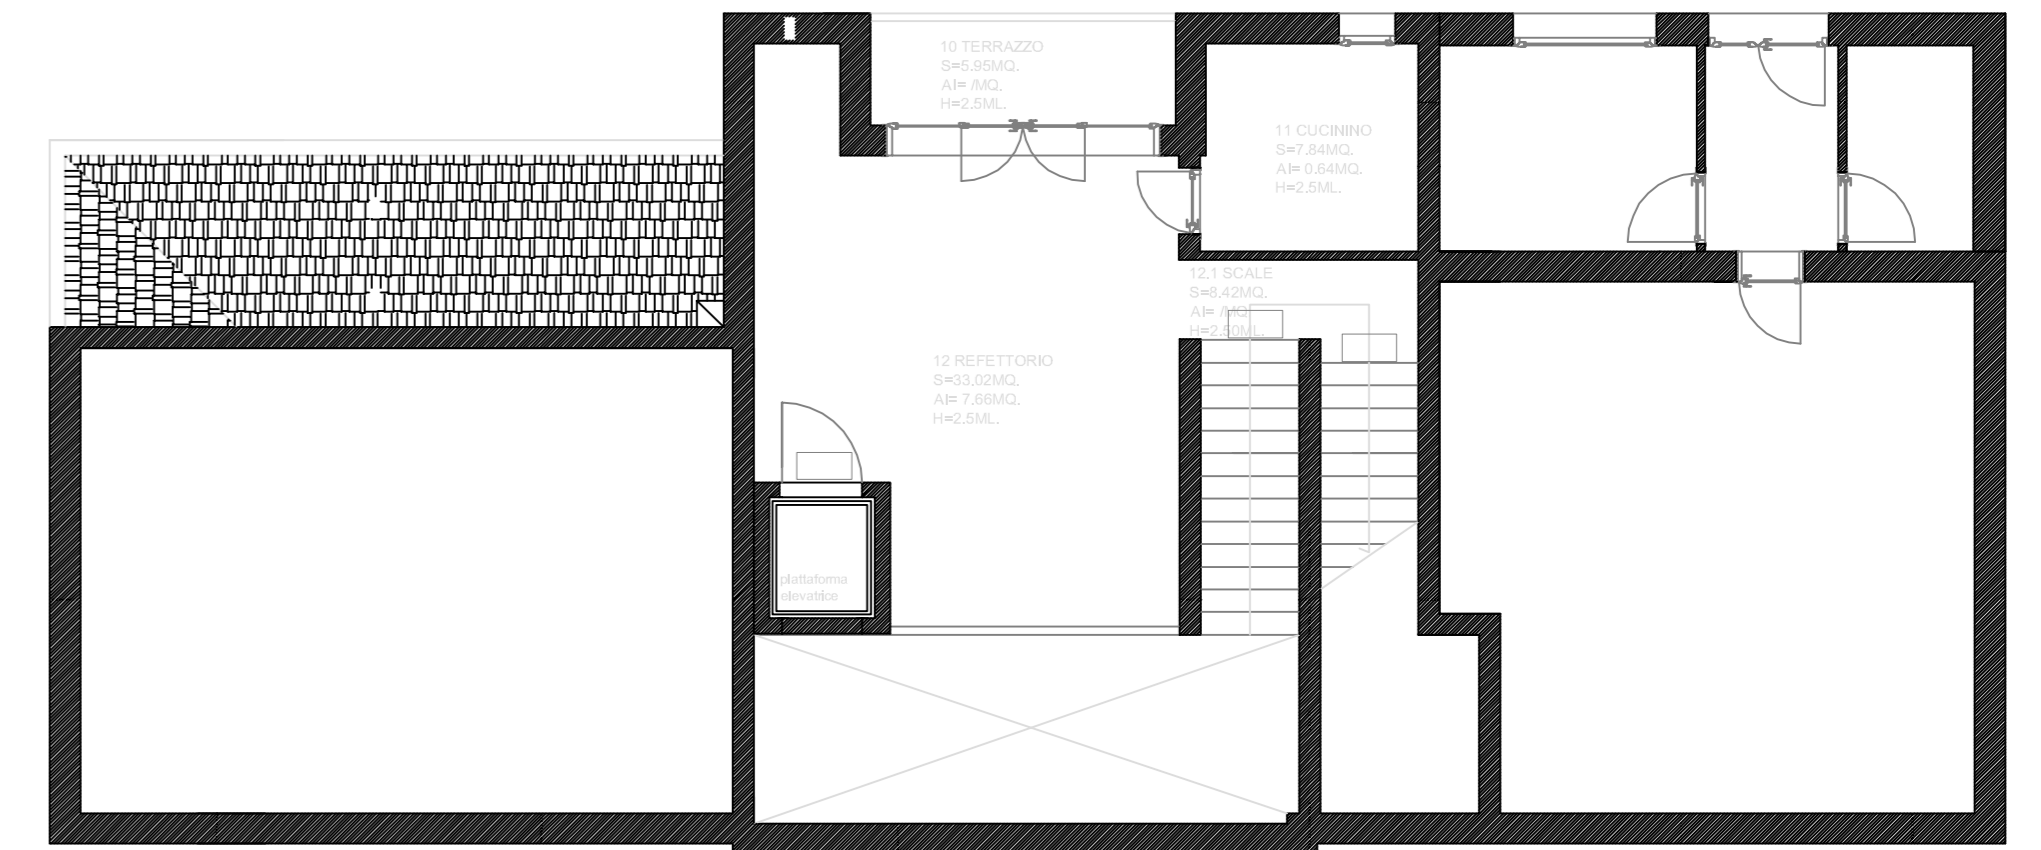 10 TERRAZZO
S=5.95MQ.
AI= /MQ.
H=2.5ML.
11 CUCININO
S=7.84MQ.
AI= 0.64MQ.
H=2.5ML.
12.1 SCALE
S=8.42MQ.
AI= /MQ.
H=2.50ML.
12 REFETTORIO
S=33.02MQ.
AI= 7.66MQ.
H=2.5ML.
piattaforma
elevatrice